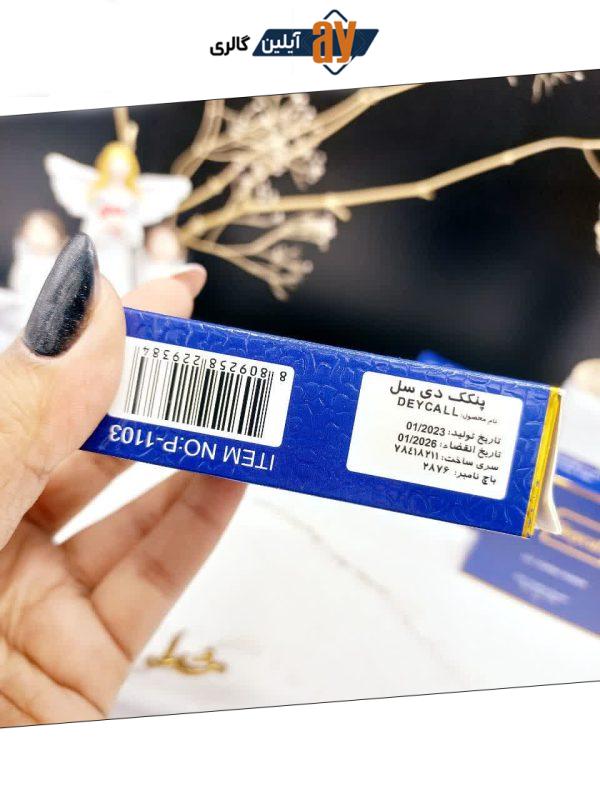 ay آیلین گالری
پنکک دی سل
نام محصول: DEYCALL
تاریخ تولید: 01/2023
تاریخ انقضاء: 01/2026
سری ساخت: ۷۸٤۱۸۲۱۱
باچ نامبر: ۲۸۷۶
8 809258 229384
ITEM NO:P-1103